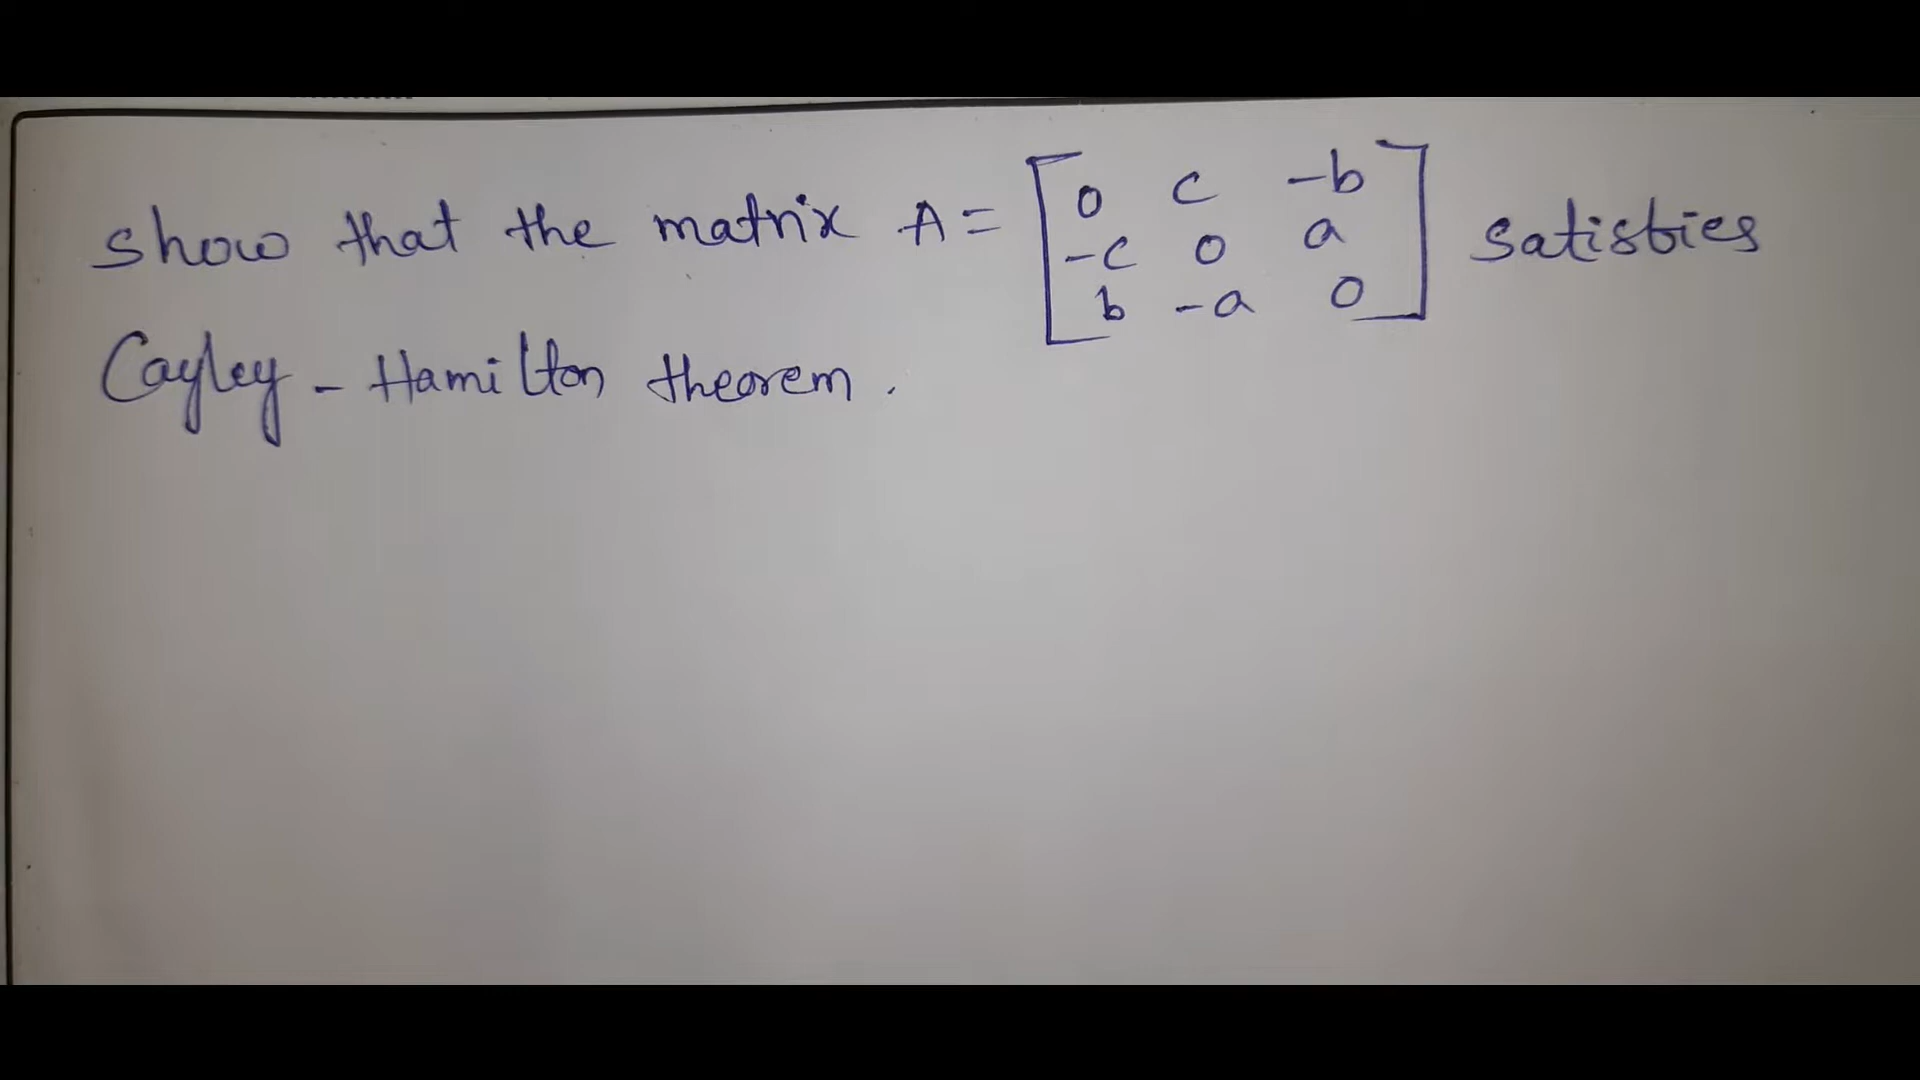 show that the matrix A = [0 c -b; -c 0 a; b -a 0] satisfies
Cayley - Hamilton theorem.